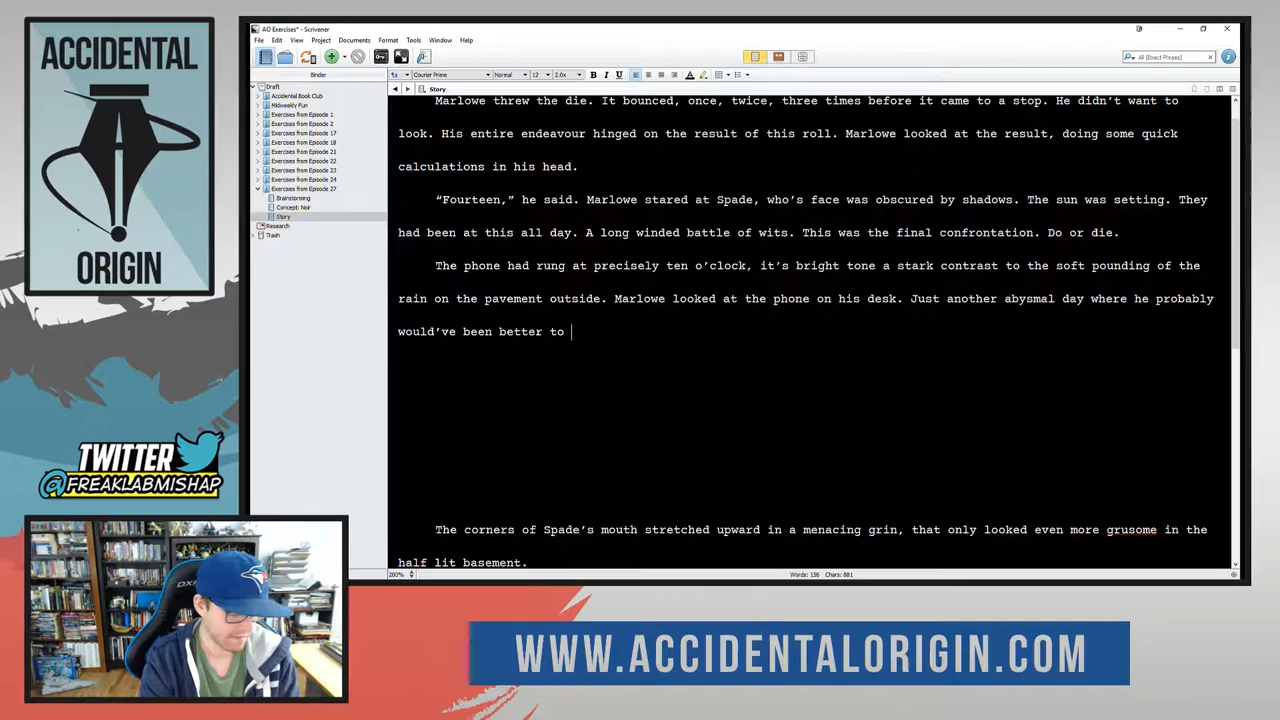 ACCIDENTAL
ORIGIN
TWITTER
@FREAKLABMISHAP
AO Exercises* - Scrivener
File Edit View Project Documents Format Tools Window Help
All (Exact Phrase)
Binder
Courier Prime Normal 12 2.0x B I U A
Draft
Accidental Book Club
Midweekly Fun
Exercises from Episode 1
Exercises from Episode 2
Exercises from Episode 17
Exercises from Episode 18
Exercises from Episode 21
Exercises from Episode 22
Exercises from Episode 23
Exercises from Episode 24
Exercises from Episode 27
Brainstorming
Concept: Noir
Story
Research
Trash
Story
Marlowe threw the die. It bounced, once, twice, three times before it came to a stop. He didn’t want to
look. His entire endeavour hinged on the result of this roll. Marlowe looked at the result, doing some quick
calculations in his head.
“Fourteen,” he said. Marlowe stared at Spade, who’s face was obscured by shadows. The sun was setting. They
had been at this all day. A long winded battle of wits. This was the final confrontation. Do or die.
The phone had rung at precisely ten o’clock, it’s bright tone a stark contrast to the soft pounding of the
rain on the pavement outside. Marlowe looked at the phone on his desk. Just another abysmal day where he probably
would’ve been better to
The corners of Spade’s mouth stretched upward in a menacing grin, that only looked even more grusome in the
half lit basement.
200%
Words: 156 Chars: 881
WWW.ACCIDENTALORIGIN.COM